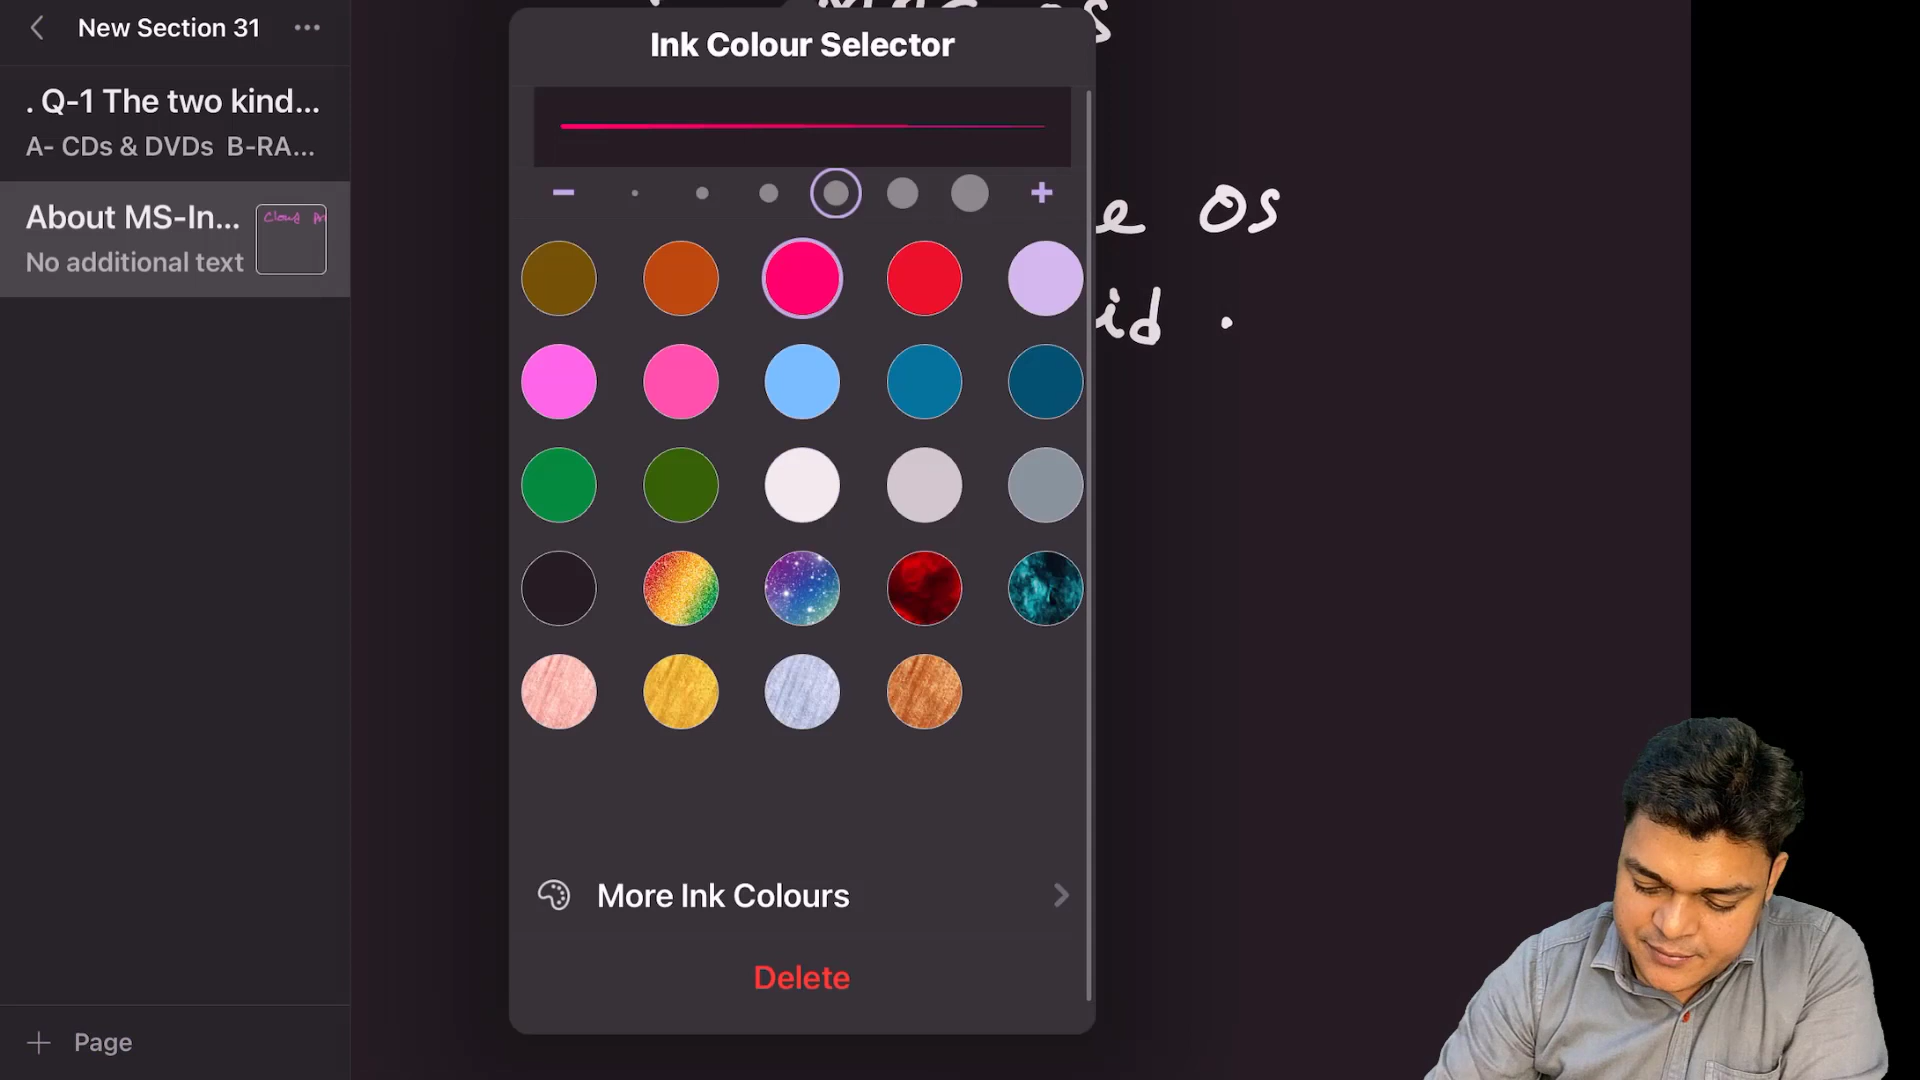 New Section 31
. Q-1 The two kind...
A- CDs & DVDs B-RA...
About MS-In...
No additional text
Page
Ink Colour Selector
More Ink Colours
Delete
OS